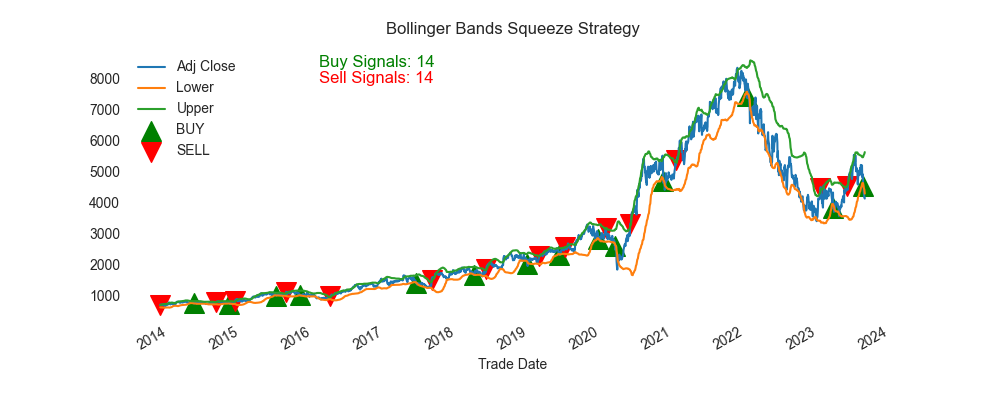 Bollinger Bands Squeeze Strategy
Adj Close
Lower
Upper
BUY
SELL
Buy Signals: 14
Sell Signals: 14
8000
7000
6000
5000
4000
3000
2000
1000
2014
2015
2016
2017
2018
2019
2020
2021
2022
2023
2024
Trade Date